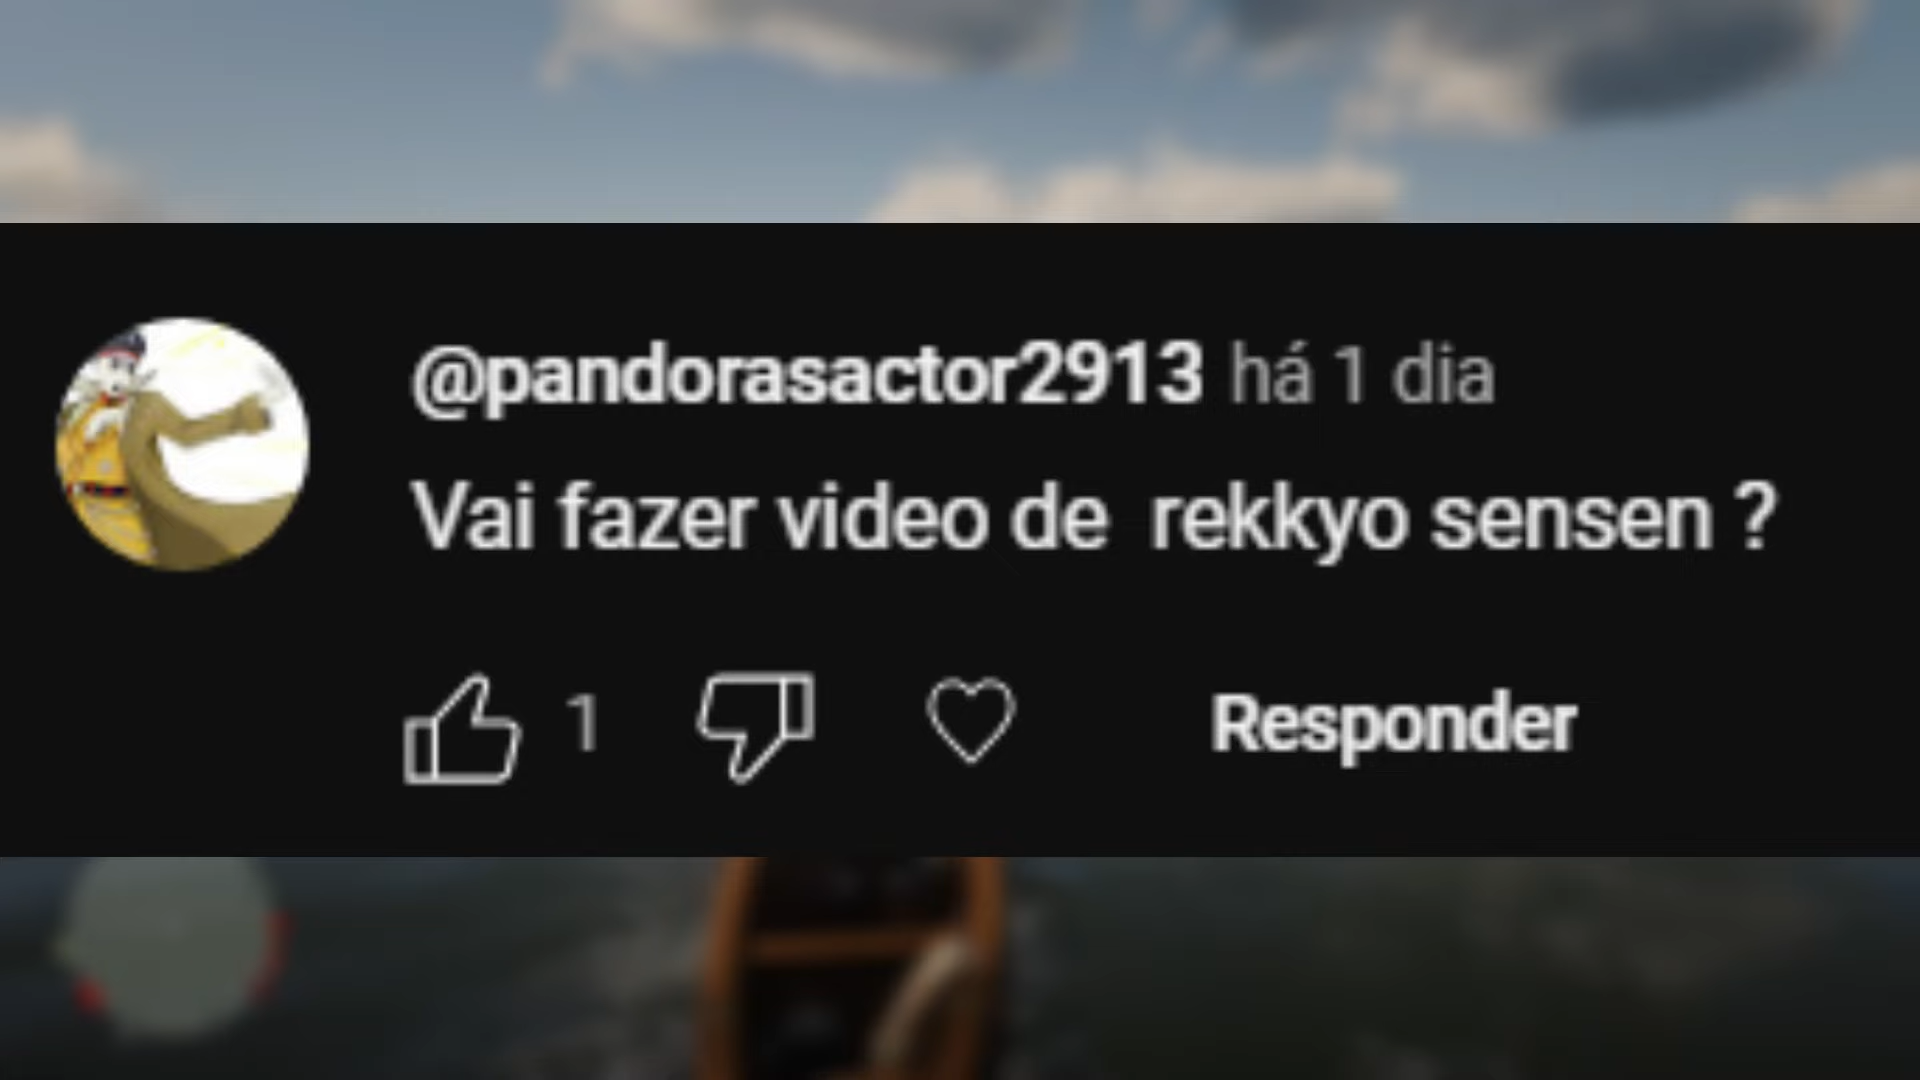 @pandorasactor2913 há 1 dia
Vai fazer video de  rekkyo sensen ?
1
Responder